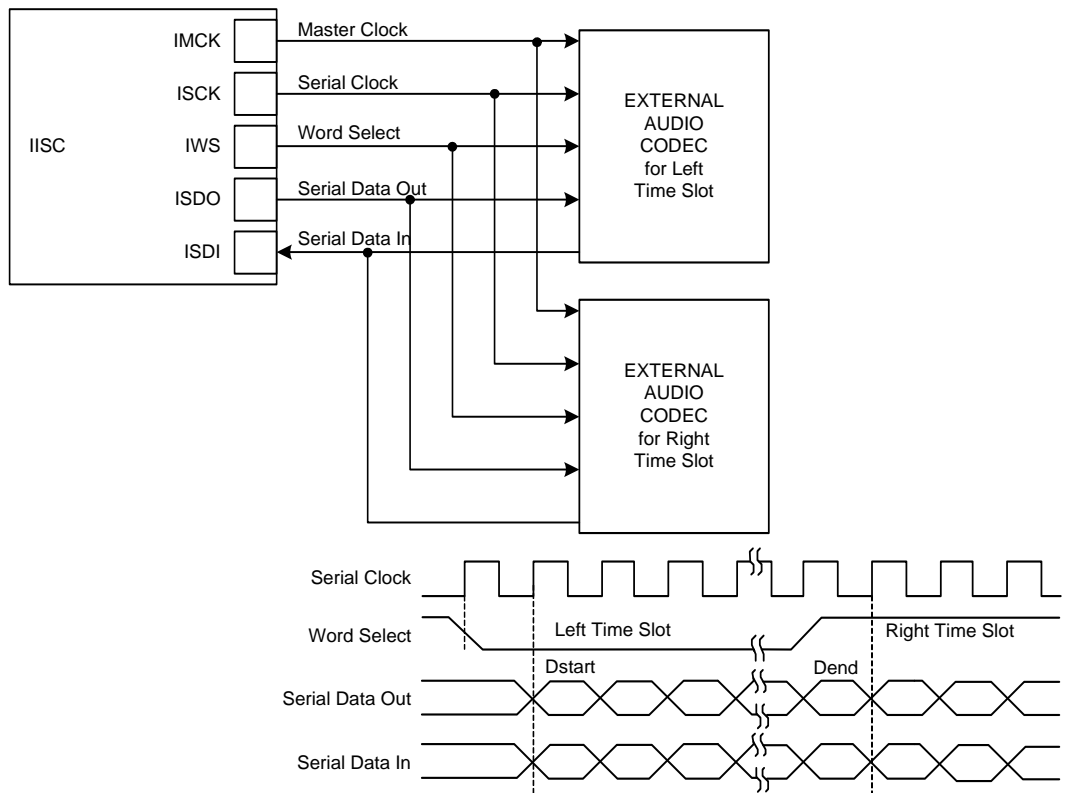 IISC
IMCK
Master Clock
ISCK
Serial Clock
IWS
Word Select
ISDO
Serial Data Out
ISDI
Serial Data In
EXTERNAL
AUDIO
CODEC
for Left
Time Slot
EXTERNAL
AUDIO
CODEC
for Right
Time Slot
Serial Clock
Word Select
Left Time Slot
Right Time Slot
Dstart
Dend
Serial Data Out
Serial Data In